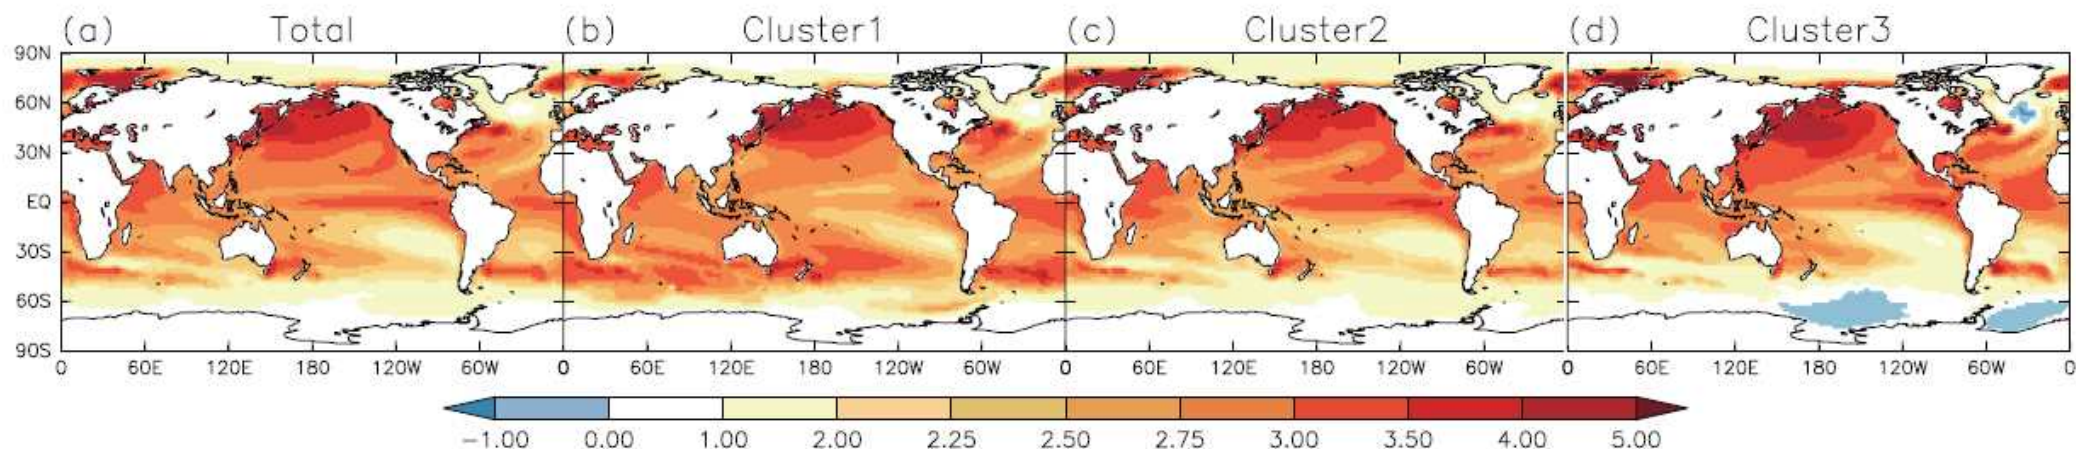 (a) Total (b) Cluster1 (c) Cluster2 (d) Cluster3
90N
60N
30N
EQ
30S
60S
90S
0 60E 120E 180 120W 60W 0 60E 120E 180 120W 60W 0 60E 120E 180 120W 60W 0 60E 120E 180 120W 60W 0
−1.00 0.00 1.00 2.00 2.25 2.50 2.75 3.00 3.50 4.00 5.00